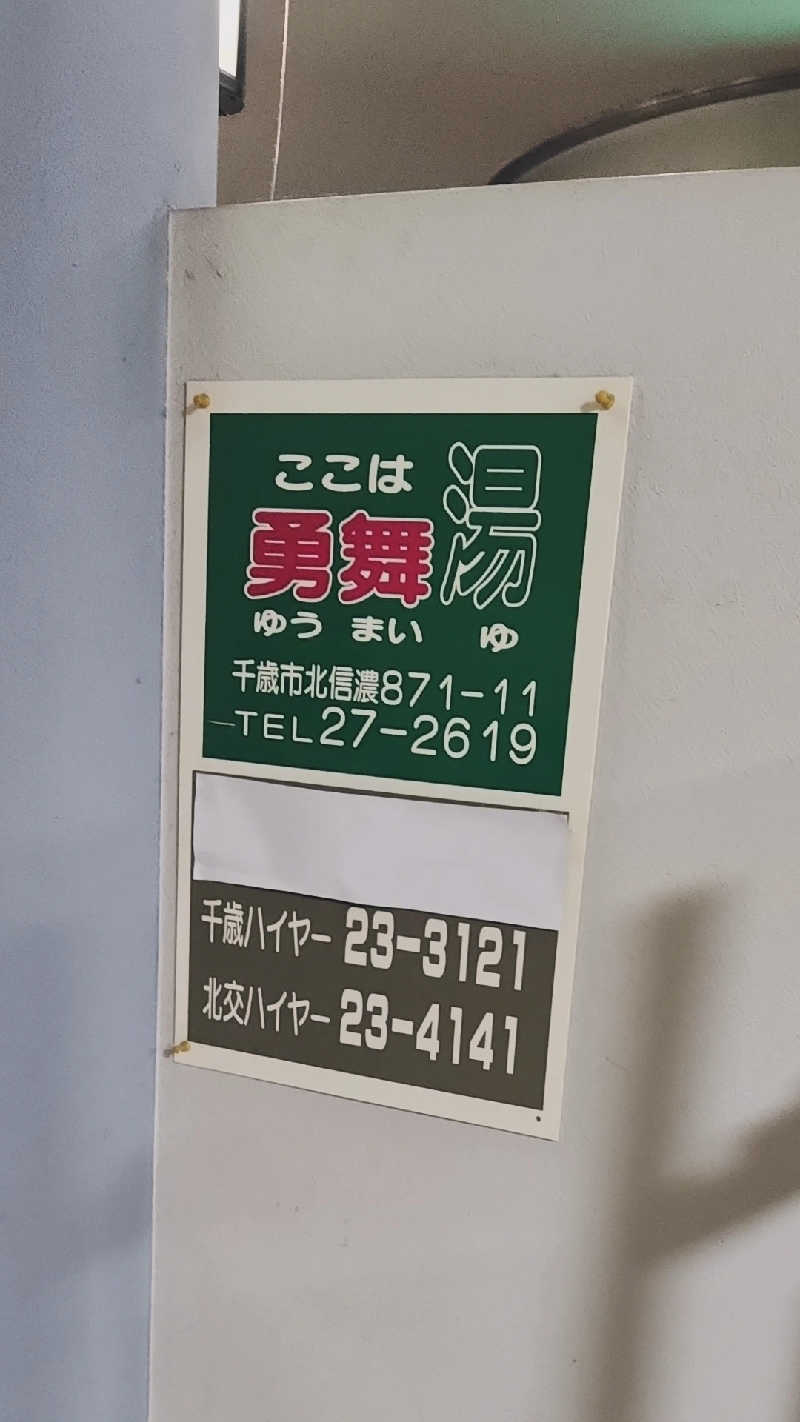 ここは
勇舞湯
ゆう まい ゆ
千歳市北信濃871-11
TEL27-2619
千歳ハイヤー 23-3121
北交ハイヤー 23-4141